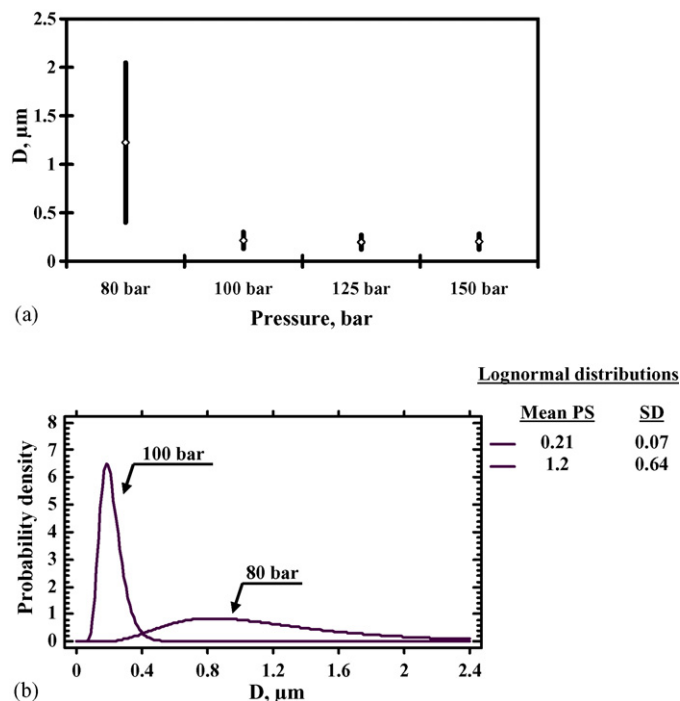 2.5
2
1.5
1
0.5
0
D, µm
80 bar 100 bar 125 bar 150 bar
Pressure, bar
(a)
Lognormal distributions
Mean PS SD
0.21 0.07
1.2 0.64
8
7
6
5
4
3
2
1
0
Probability density
100 bar
80 bar
0 0.4 0.8 1.2 1.6 2 2.4
D, µm
(b)